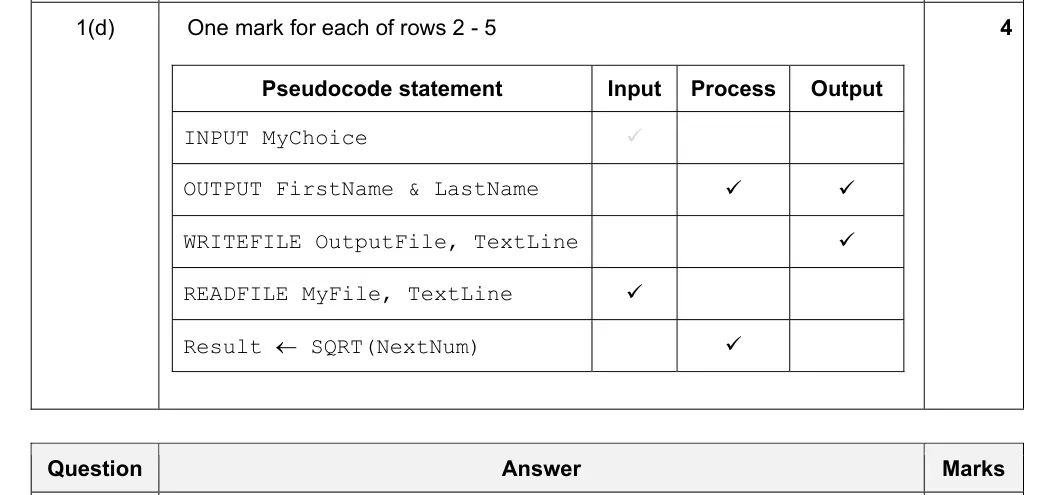 1(d) One mark for each of rows 2 - 5 4
Pseudocode statement Input Process Output
INPUT MyChoice ✓
OUTPUT FirstName & LastName ✓ ✓
WRITEFILE OutputFile, TextLine ✓
READFILE MyFile, TextLine ✓
Result ← SQRT(NextNum) ✓
Question Answer Marks